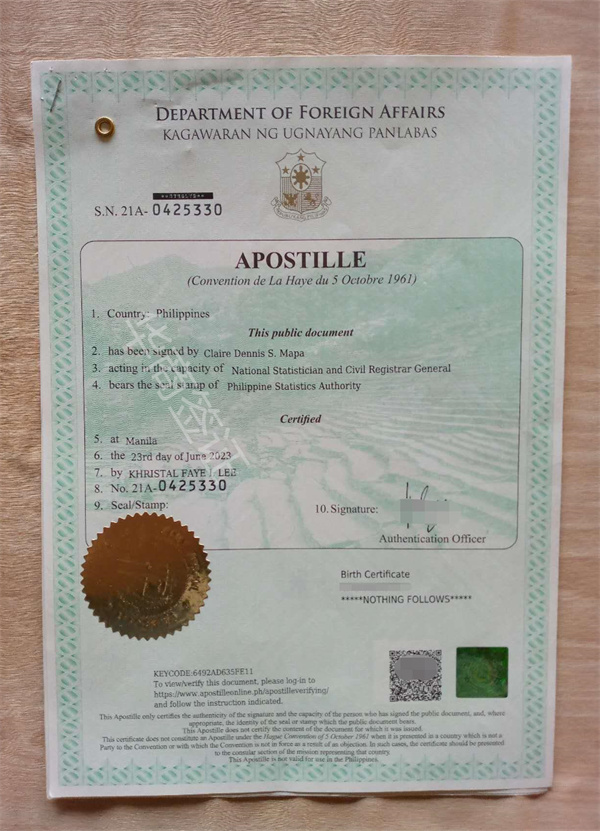 DEPARTMENT OF FOREIGN AFFAIRS
KAGAWARAN NG UGNAYANG PANLABAS
S.N. 21A- 0425330
APOSTILLE
(Convention de La Haye du 5 Octobre 1961)
1. Country: Philippines
This public document
2. has been signed by Claire Dennis S. Mapa
3. acting in the capacity of National Statistician and Civil Registrar General
4. bears the seal stamp of Philippine Statistics Authority
Certified
5. at Manila
6. the 23rd day of June 2023
7. by KHRISTAL FAYE LEE
8. No. 21A-0425330
9. Seal/Stamp:
10. Signature:
Authentication Officer
Birth Certificate
*****NOTHING FOLLOWS*****
KEYCODE:6492AD635FE11
To view/verify this document, please log-in to
https://www.apostilleonline.ph/apostilleverifying/
and follow the instruction indicated.
This Apostille only certifies the authenticity of the signature and the capacity of the person who has signed the public document, and, where
appropriate, the identity of the seal or stamp which the public document bears.
This Apostille does not certify the content of the document for which it was issued.
This certificate does not constitute an Apostille under the Hague Convention of 5 October 1961 when it is presented in a country which is not a
Party to the Convention or with which the Convention is not in force as a result of an objection. In such cases, the certificate should be presented
to the consular section of the mission representing that country.
This Apostille is not valid for use in the Philippines.